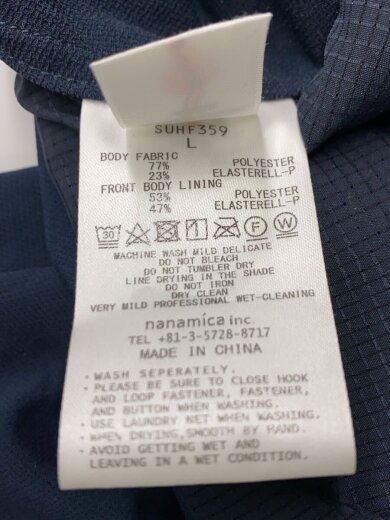 SUHF359
L
BODY FABRIC
77% POLYESTER
23% ELASTERELL-P
FRONT BODY LINING
53% POLYESTER
47% ELASTERELL-P
30 F W
MACHINE WASH MILD DELICATE
DO NOT BLEACH
DO NOT TUMBLER DRY
LINE DRYING IN THE SHADE
DO NOT IRON
DRY CLEAN
VERY MILD PROFESSIONAL WET-CLEANING
nanamica inc.
TEL +81-3-5728-8717
MADE IN CHINA
・WASH SEPERATELY.
・PLEASE BE SURE TO CLOSE HOOK
AND LOOP FASTENER, FASTENER,
AND BUTTON WHEN WASHING.
・USE LAUNDRY NET WHEN WASHING.
・WHEN DRYING,SMOOTH BY HAND.
・AVOID GETTING WET AND
LEAVING IN A WET CONDITION.